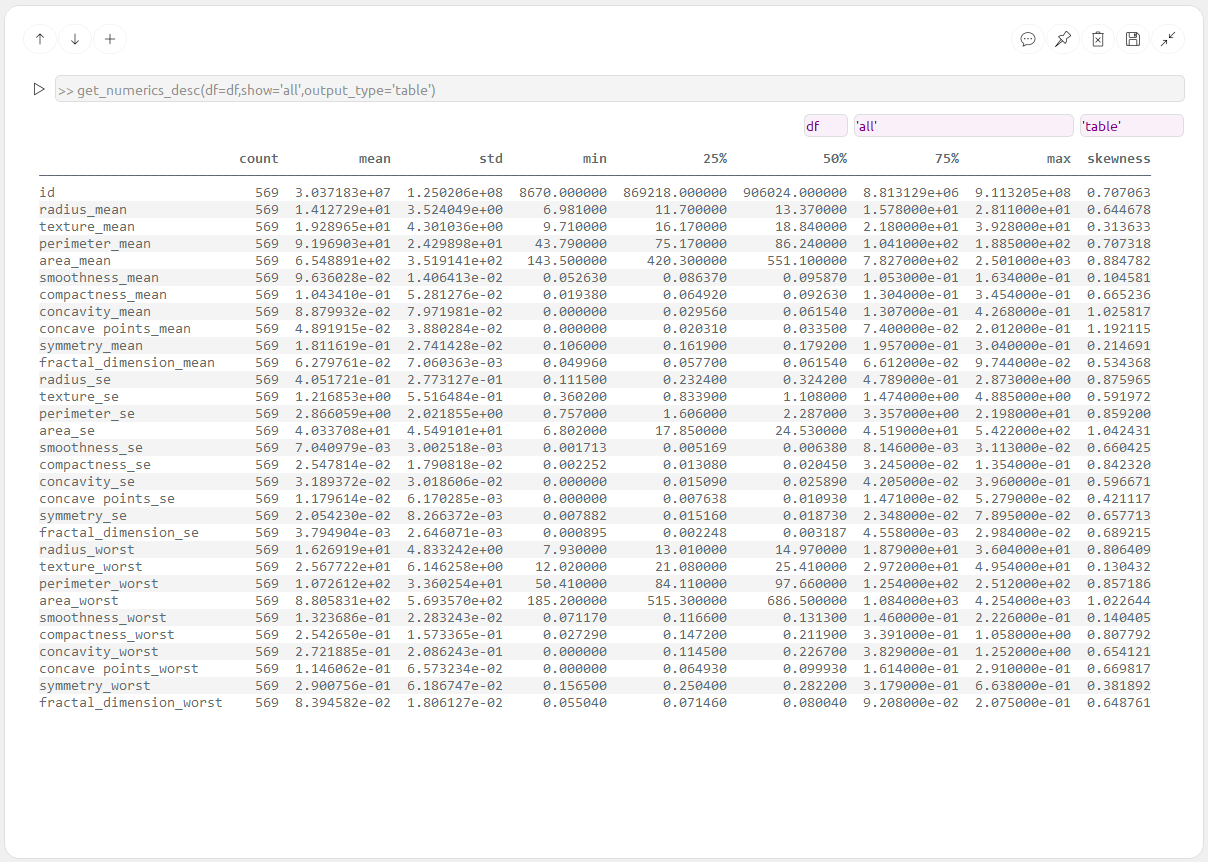 >> get_numerics_desc(df=df,show='all',output_type='table')
df 'all' 'table'
count mean std min 25% 50% 75% max skewness
id 569 3.037183e+07 1.250206e+08 8670.000000 869218.000000 906024.000000 8.813129e+06 9.113205e+08 0.707063
radius_mean 569 1.412729e+01 3.524049e+00 6.981000 11.700000 13.370000 1.578000e+01 2.811000e+01 0.644678
texture_mean 569 1.928965e+01 4.301036e+00 9.710000 16.170000 18.840000 2.180000e+01 3.928000e+01 0.313633
perimeter_mean 569 9.196903e+01 2.429898e+01 43.790000 75.170000 86.240000 1.041000e+02 1.885000e+02 0.707318
area_mean 569 6.548891e+02 3.519141e+02 143.500000 420.300000 551.100000 7.827000e+02 2.501000e+03 0.884782
smoothness_mean 569 9.636028e-02 1.406413e-02 0.052630 0.086370 0.095870 1.053000e-01 1.634000e-01 0.104581
compactness_mean 569 1.043410e-01 5.281276e-02 0.019380 0.064920 0.092630 1.304000e-01 3.454000e-01 0.665236
concavity_mean 569 8.879932e-02 7.971981e-02 0.000000 0.029560 0.061540 1.307000e-01 4.268000e-01 1.025817
concave points_mean 569 4.891915e-02 3.880284e-02 0.000000 0.020310 0.033500 7.400000e-02 2.012000e-01 1.192115
symmetry_mean 569 1.811619e-01 2.741428e-02 0.106000 0.161900 0.179200 1.957000e-01 3.040000e-01 0.214691
fractal_dimension_mean 569 6.279761e-02 7.060363e-03 0.049960 0.057700 0.061540 6.612000e-02 9.744000e-02 0.534368
radius_se 569 4.051721e-01 2.773127e-01 0.111500 0.232400 0.324200 4.789000e-01 2.873000e+00 0.875965
texture_se 569 1.216853e+00 5.516484e-01 0.360200 0.833900 1.108000 1.474000e+00 4.885000e+00 0.591972
perimeter_se 569 2.866059e+00 2.021855e+00 0.757000 1.606000 2.287000 3.357000e+00 2.198000e+01 0.859200
area_se 569 4.033708e+01 4.549101e+01 6.802000 17.850000 24.530000 4.519000e+01 5.422000e+02 1.042431
smoothness_se 569 7.040979e-03 3.002518e-03 0.001713 0.005169 0.006380 8.146000e-03 3.113000e-02 0.660425
compactness_se 569 2.547814e-02 1.790818e-02 0.002252 0.013080 0.020450 3.245000e-02 1.354000e-01 0.842320
concavity_se 569 3.189372e-02 3.018606e-02 0.000000 0.015090 0.025890 4.205000e-02 3.960000e-01 0.596671
concave points_se 569 1.179614e-02 6.170285e-03 0.000000 0.007638 0.010930 1.471000e-02 5.279000e-02 0.421117
symmetry_se 569 2.054230e-02 8.266372e-03 0.007882 0.015160 0.018730 2.348000e-02 7.895000e-02 0.657713
fractal_dimension_se 569 3.794904e-03 2.646071e-03 0.000895 0.002248 0.003187 4.558000e-03 2.984000e-02 0.689215
radius_worst 569 1.626919e+01 4.833242e+00 7.930000 13.010000 14.970000 1.879000e+01 3.604000e+01 0.806409
texture_worst 569 2.567722e+01 6.146258e+00 12.020000 21.080000 25.410000 2.972000e+01 4.954000e+01 0.130432
perimeter_worst 569 1.072612e+02 3.360254e+01 50.410000 84.110000 97.660000 1.254000e+02 2.512000e+02 0.857186
area_worst 569 8.805831e+02 5.693570e+02 185.200000 515.300000 686.500000 1.084000e+03 4.254000e+03 1.022644
smoothness_worst 569 1.323686e-01 2.283243e-02 0.071170 0.116600 0.131300 1.460000e-01 2.226000e-01 0.140405
compactness_worst 569 2.542650e-01 1.573365e-01 0.027290 0.147200 0.211900 3.391000e-01 1.058000e+00 0.807792
concavity_worst 569 2.721885e-01 2.086243e-01 0.000000 0.114500 0.226700 3.829000e-01 1.252000e+00 0.654121
concave points_worst 569 1.146062e-01 6.573234e-02 0.000000 0.064930 0.099930 1.614000e-01 2.910000e-01 0.669817
symmetry_worst 569 2.900756e-01 6.186747e-02 0.156500 0.250400 0.282200 3.179000e-01 6.638000e-01 0.381892
fractal_dimension_worst 569 8.394582e-02 1.806127e-02 0.055040 0.071460 0.080040 9.208000e-02 2.075000e-01 0.648761